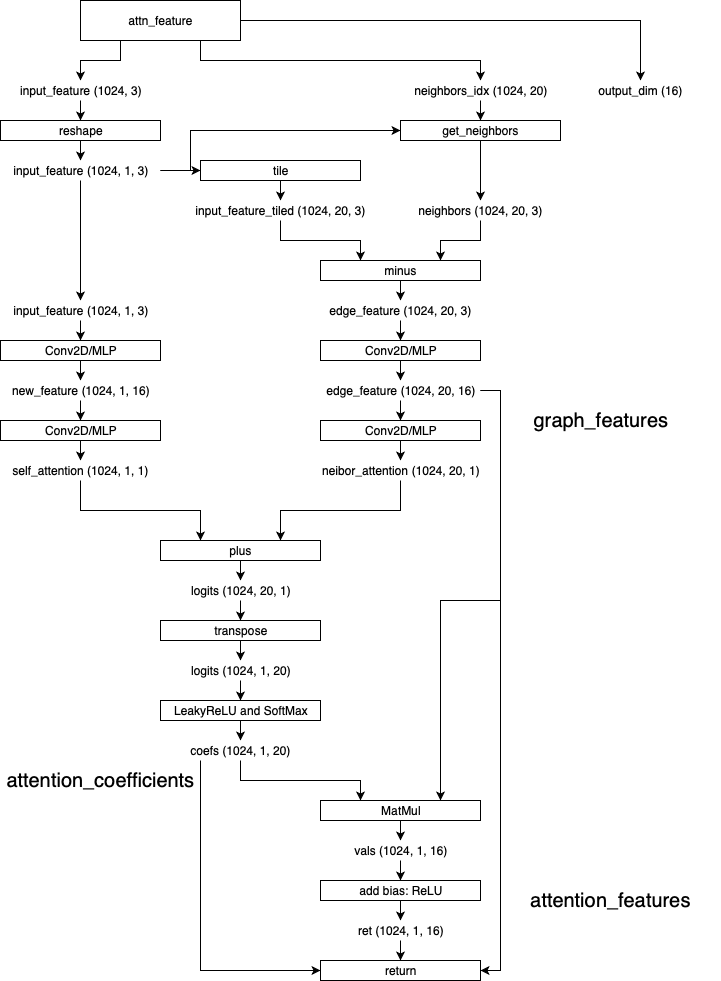 attn_feature
input_feature (1024, 3)
neighbors_idx (1024, 20)
output_dim (16)
reshape
get_neighbors
input_feature (1024, 1, 3)
tile
input_feature_tiled (1024, 20, 3)
neighbors (1024, 20, 3)
minus
input_feature (1024, 1, 3)
edge_feature (1024, 20, 3)
Conv2D/MLP
Conv2D/MLP
new_feature (1024, 1, 16)
edge_feature (1024, 20, 16)
graph_features
Conv2D/MLP
Conv2D/MLP
self_attention (1024, 1, 1)
neibor_attention (1024, 20, 1)
plus
logits (1024, 20, 1)
transpose
logits (1024, 1, 20)
LeakyReLU and SoftMax
coefs (1024, 1, 20)
attention_coefficients
MatMul
vals (1024, 1, 16)
add bias: ReLU
attention_features
ret (1024, 1, 16)
return